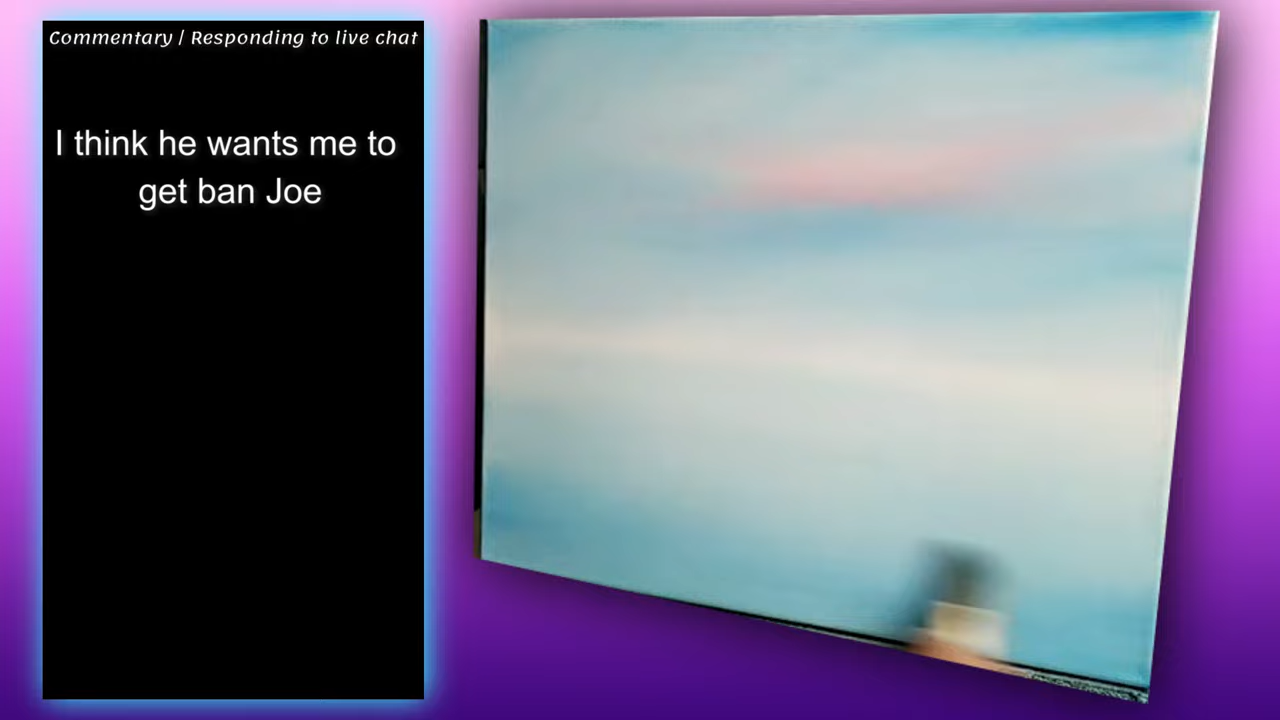 Commentary / Responding to live chat
I think he wants me to
get ban Joe